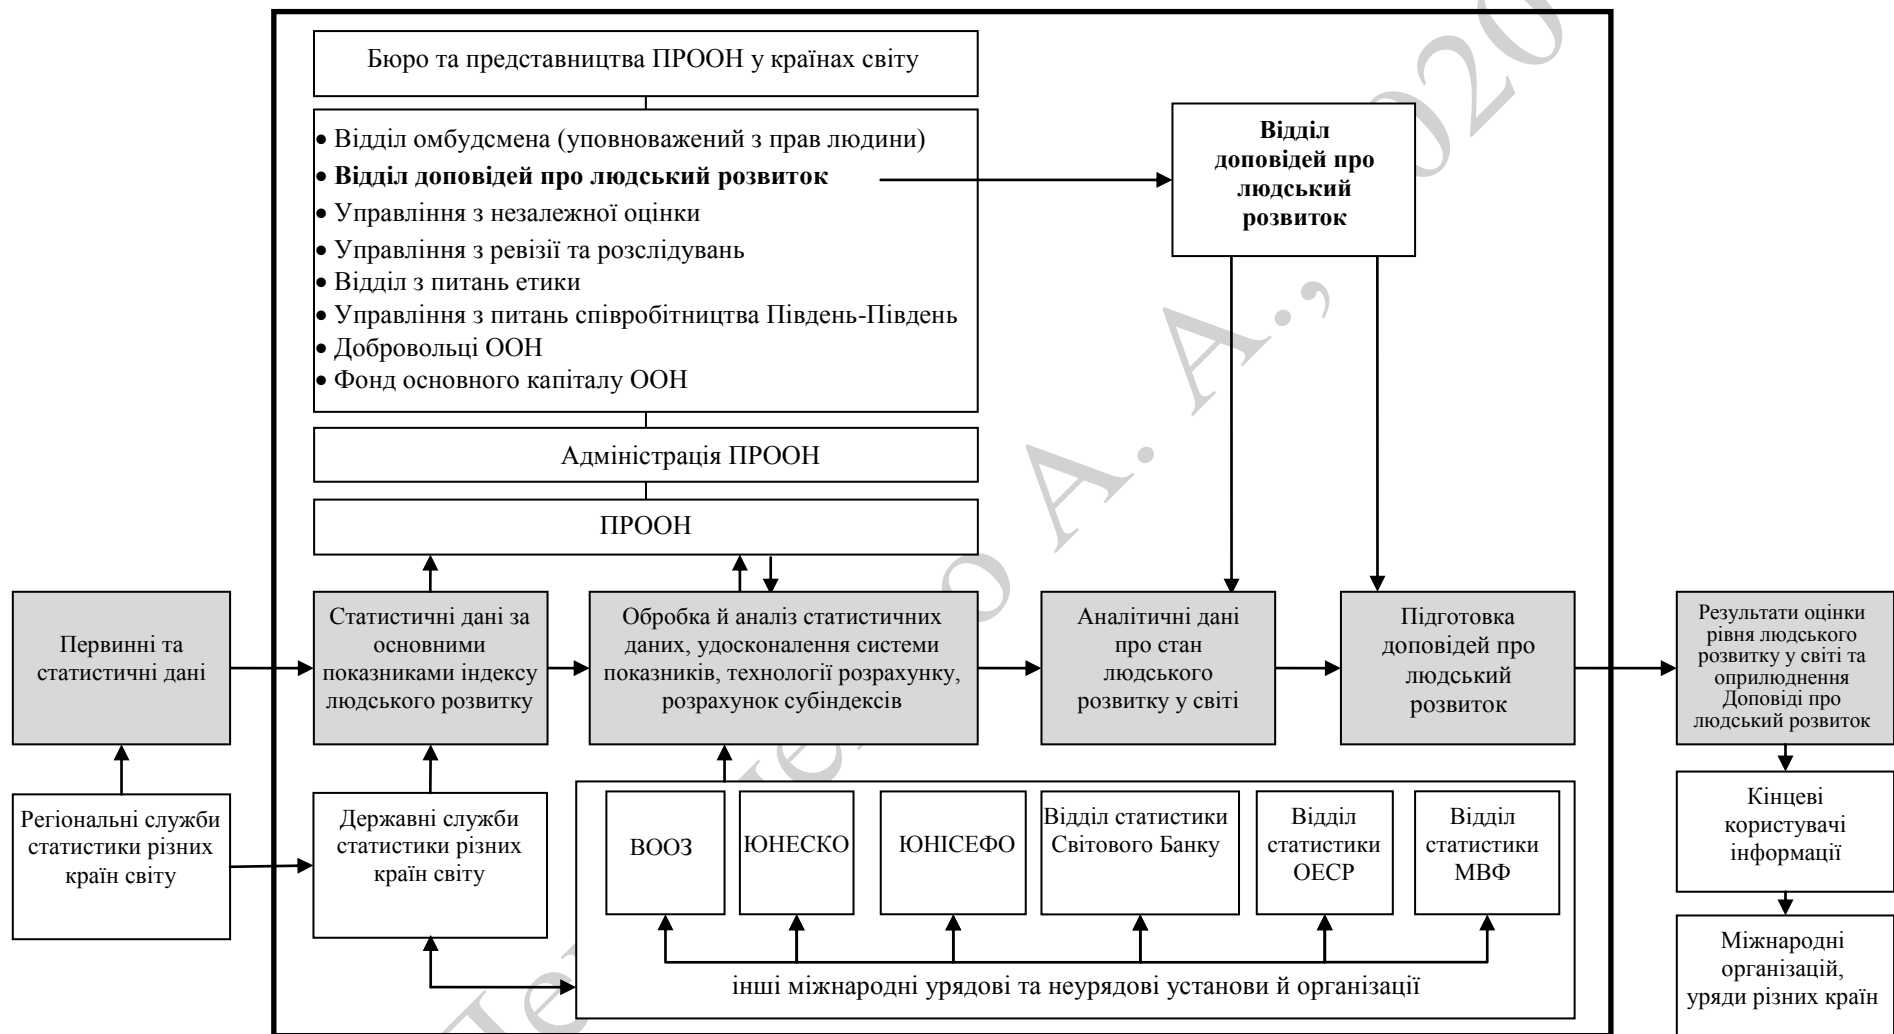 Бюро та представництва ПРООН у країнах світу
• Відділ омбудсмена (уповноважений з прав людини)
• Відділ доповідей про людський розвиток
• Управління з незалежної оцінки
• Управління з ревізії та розслідувань
• Відділ з питань етики
• Управління з питань співробітництва Південь-Південь
• Добровольці ООН
• Фонд основного капіталу ООН
Відділ
доповідей про
людський
розвиток
Адміністрація ПРООН
ПРООН
Первинні та
статистичні дані
Статистичні дані за
основними
показниками індексу
людського розвитку
Обробка й аналіз статистичних
даних, удосконалення системи
показників, технології розрахунку,
розрахунок субіндексів
Аналітичні дані
про стан
людського
розвитку у світі
Підготовка
доповідей про
людський
розвиток
Результати оцінки
рівня людського
розвитку у світі та
оприлюднення
Доповіді про
людський розвиток
Регіональні служби
статистики різних
країн світу
Державні служби
статистики різних
країн світу
ВООЗ
ЮНЕСКО
ЮНІСЕФО
Відділ статистики
Світового Банку
Відділ
статистики
ОЕСР
Відділ
статистики
МВФ
інші міжнародні урядові та неурядові установи й організації
Кінцеві
користувачі
інформації
Міжнародні
організацій,
уряди різних країн
А. А.,